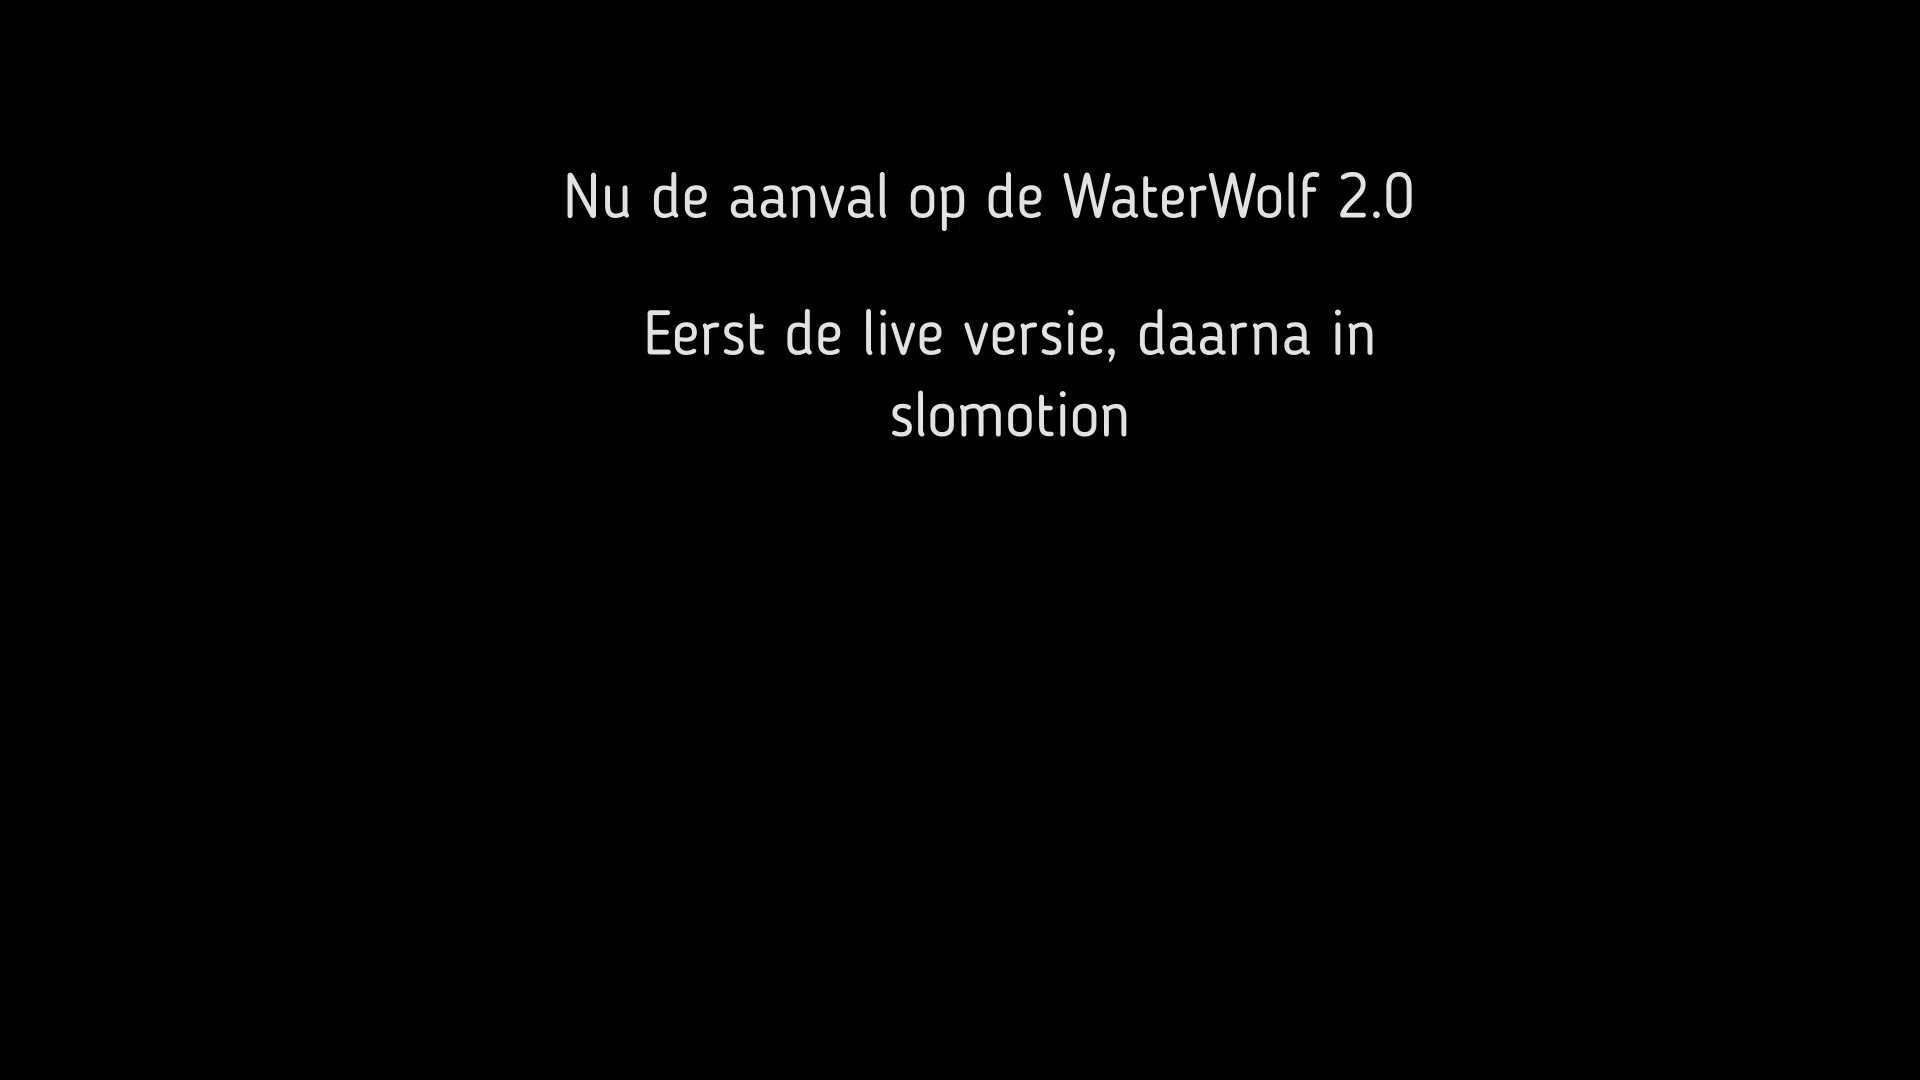 Nu de aanval op de WaterWolf 2.0
Eerst de live versie, daarna in
slomotion